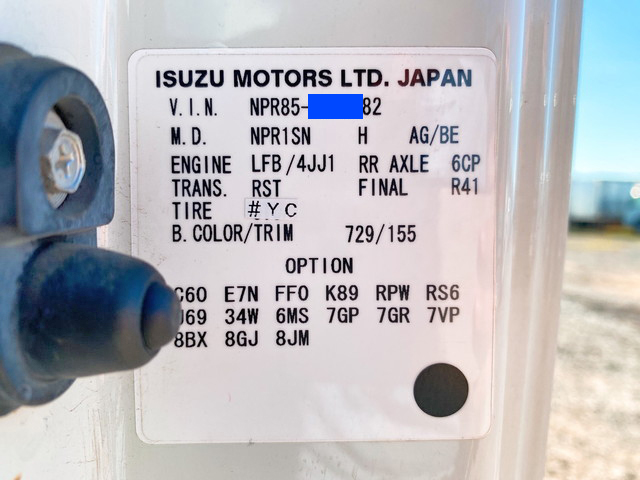 ISUZU MOTORS LTD. JAPAN
V.I.N. NPR85- 82
M.D. NPR1SN H AG/BE
ENGINE LFB/4JJ1 RR AXLE 6CP
TRANS. RST FINAL R41
TIRE #YC
B.COLOR/TRIM 729/155
OPTION
E7N FF0 K89 RPW RS6
34W 6MS 7GP 7GR 7VP
8BX 8GJ 8JM